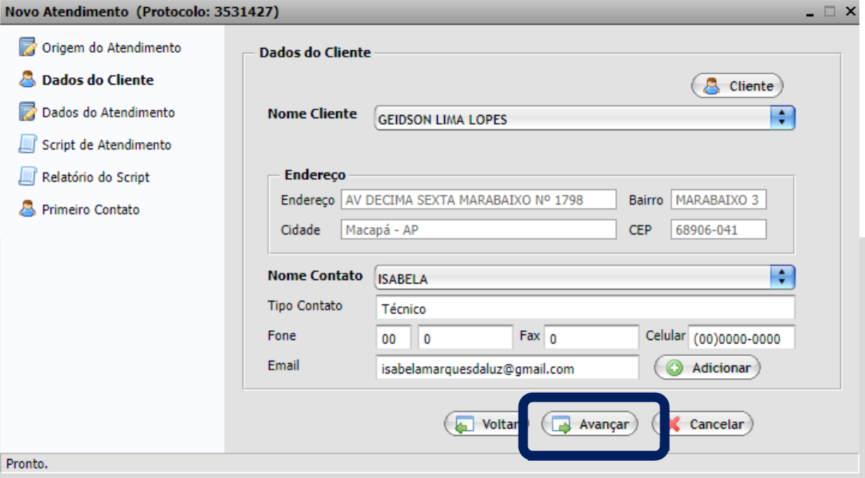 Novo Atendimento (Protocolo: 3531427)
Origem do Atendimento
Dados do Cliente
Dados do Atendimento
Script de Atendimento
Relatório do Script
Primeiro Contato
Dados do Cliente
Cliente
Nome Cliente GEIDSON LIMA LOPES
Endereço
Endereço AV DECIMA SEXTA MARABAIXO Nº 1798 Bairro MARABAIXO 3
Cidade Macapá - AP CEP 68906-041
Nome Contato ISABELA
Tipo Contato Técnico
Fone 00 0 Fax 0 Celular (00)0000-0000
Email isabelamarquesdaluz@gmail.com Adicionar
Voltar Avançar Cancelar
Pronto.